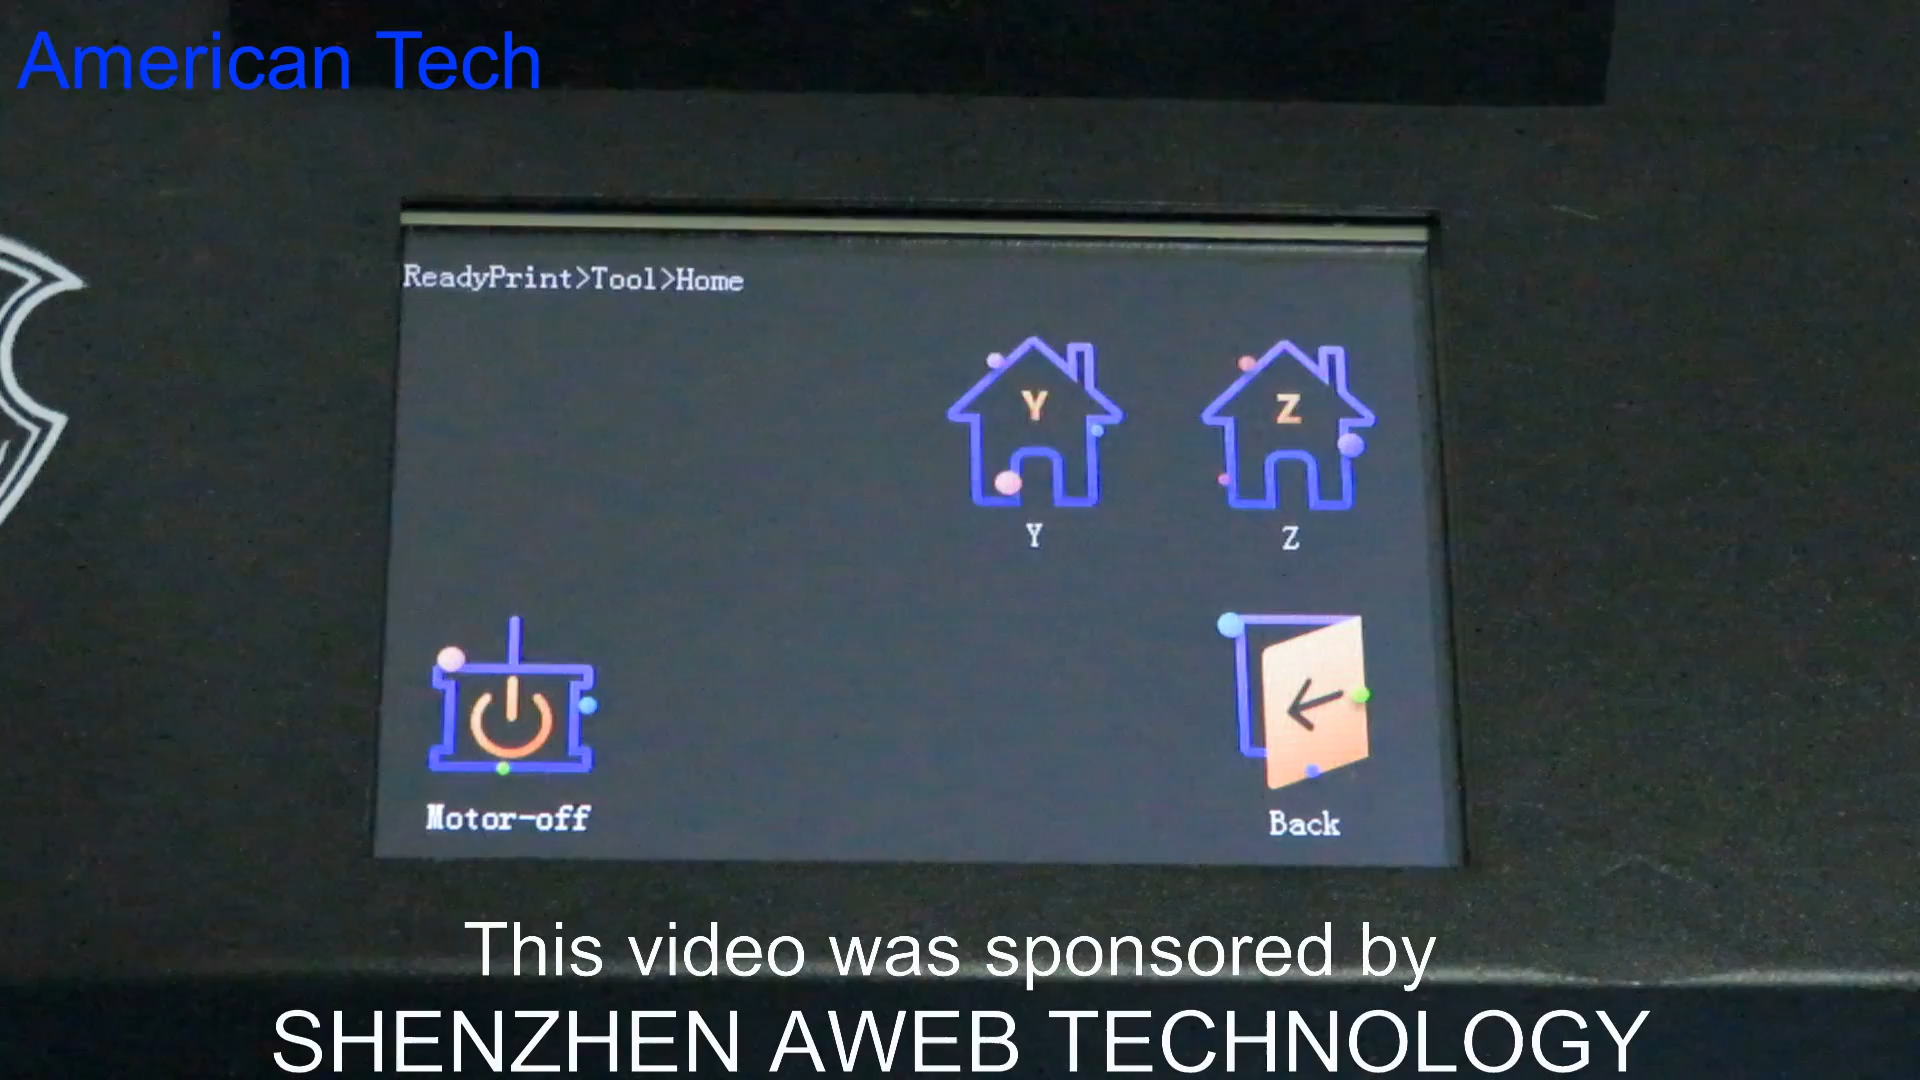 American Tech
ReadyPrint>Tool>Home
Y
Z
Y
Z
Motor-off
Back
This video was sponsored by
SHENZHEN AWEB TECHNOLOGY